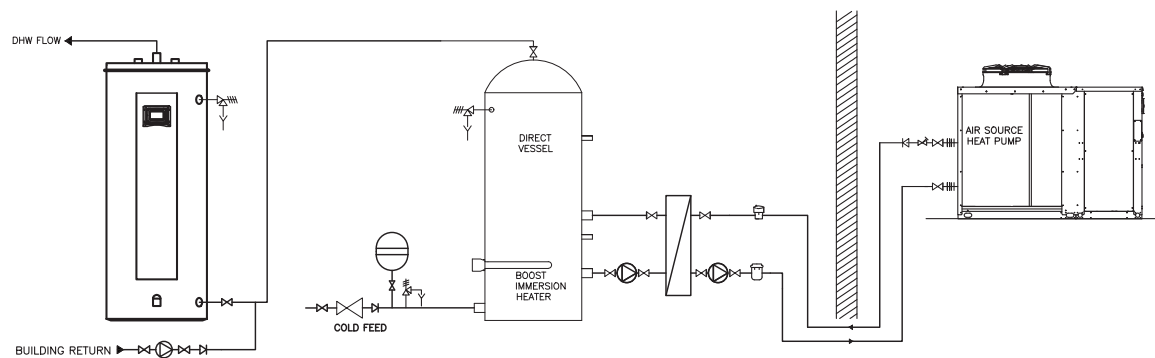 DHW FLOW
DIRECT
VESSEL
AIR SOURCE
HEAT PUMP
BOOST
IMMERSION
HEATER
COLD FEED
BUILDING RETURN